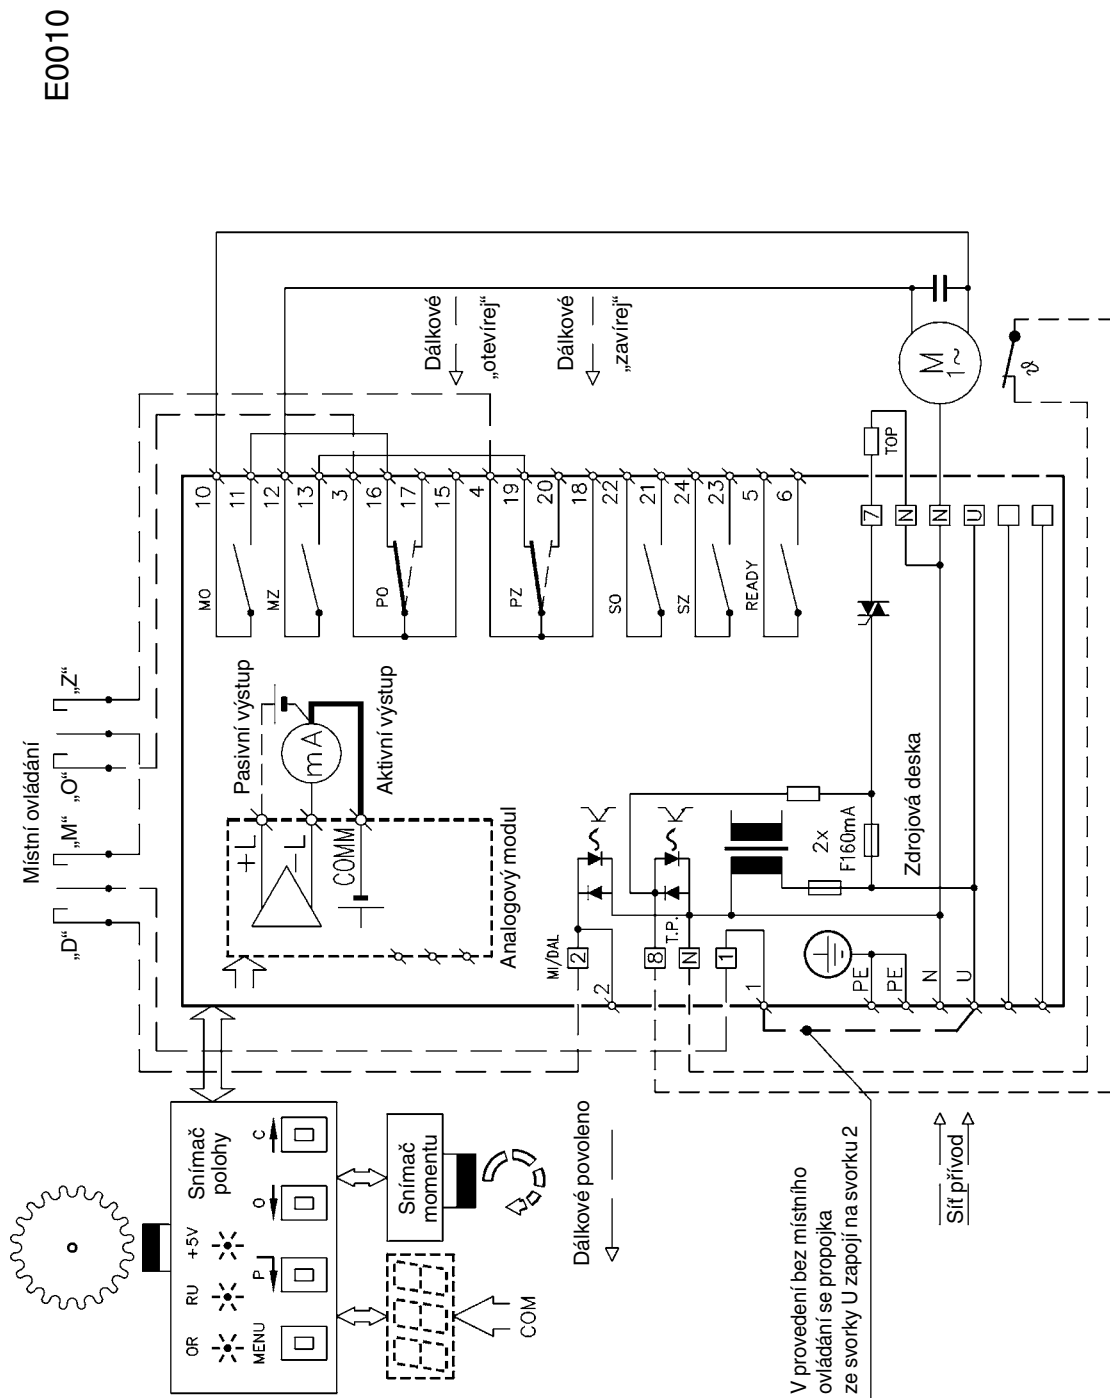 E0010
Místní ovládání
„D“
„M“
„O“
„Z“
Snímač
polohy
OR
RU
+5V
MENU
P
O
C
Snímač
momentu
COM
Dálkové povoleno
Analogový modul
+L
-L
COMM
mA
Pasivní výstup
Aktivní výstup
MO
MZ
PO
PZ
SO
SZ
READY
10
11
12
13
3
16
17
15
4
19
20
18
22
21
24
23
5
6
Dálkové
„otevírej“
Dálkové
„zavírej“
MI/DAL
2
2
8
T.P.
N
1
1
PE
PE
N
U
2x
F160mA
Zdrojová deska
7
N
N
U
TOP
M
1~
ϑ
Síť přívod
V provedení bez místního
ovládání se propojka
ze svorky U zapojí na svorku 2